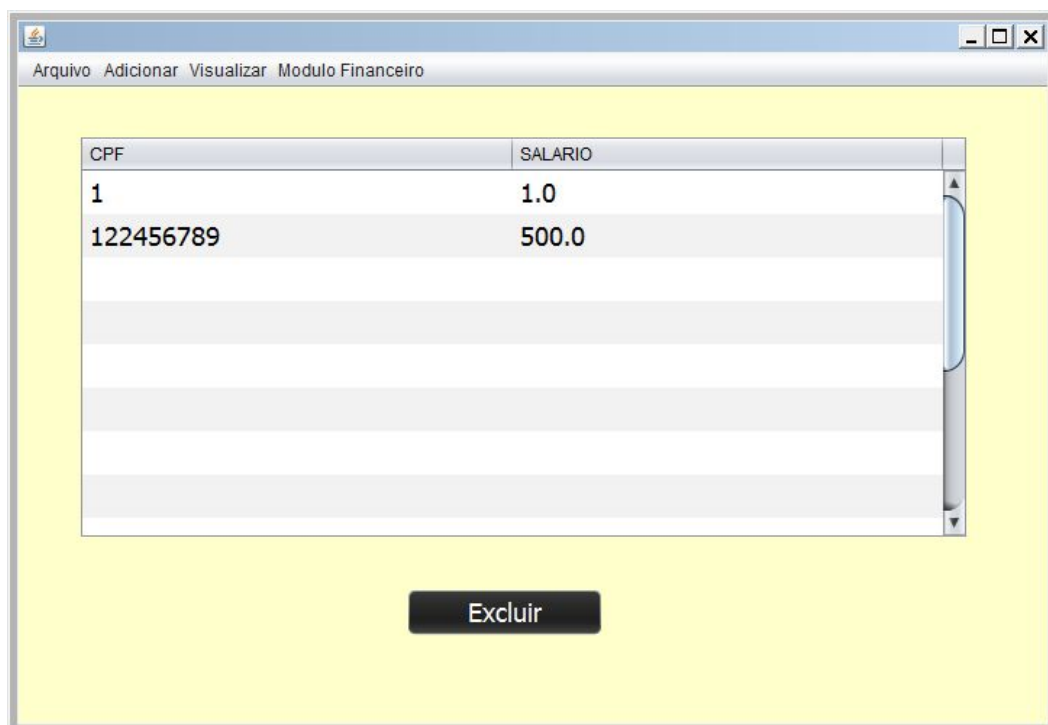 Arquivo Adicionar Visualizar Modulo Financeiro
CPF SALARIO
1 1.0
122456789 500.0
Excluir